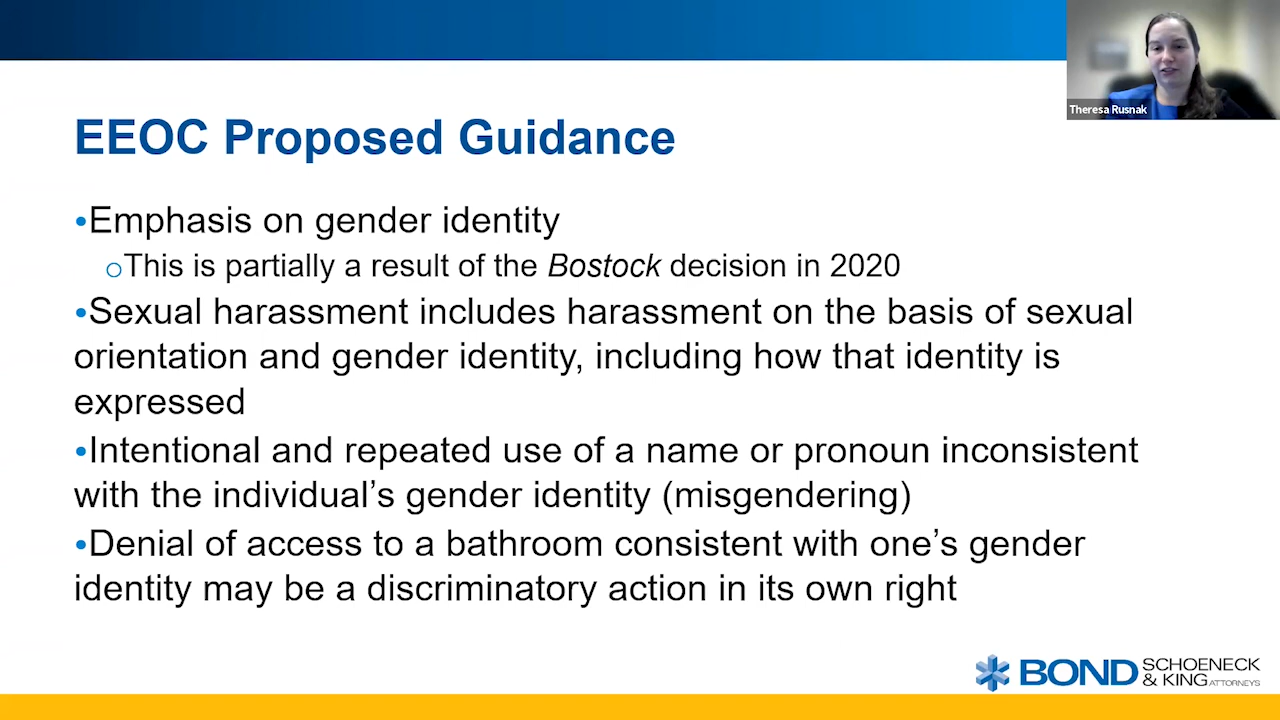 Theresa Rusnak
EEOC Proposed Guidance
•Emphasis on gender identity
oThis is partially a result of the Bostock decision in 2020
•Sexual harassment includes harassment on the basis of sexual
orientation and gender identity, including how that identity is
expressed
•Intentional and repeated use of a name or pronoun inconsistent
with the individual’s gender identity (misgendering)
•Denial of access to a bathroom consistent with one’s gender
identity may be a discriminatory action in its own right
BOND SCHOENECK
& KING ATTORNEYS